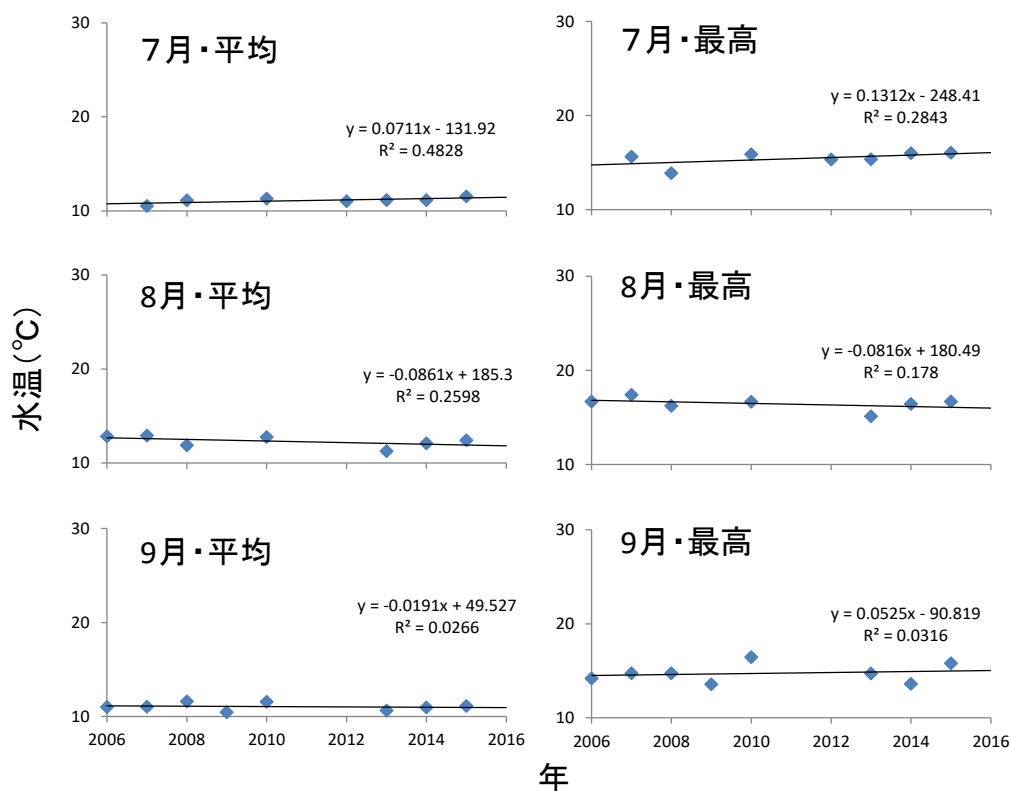 7月・平均
30
20
10
y = 0.0711x - 131.92
R² = 0.4828
7月・最高
30
20
10
y = 0.1312x - 248.41
R² = 0.2843
水温(℃)
8月・平均
30
20
10
y = -0.0861x + 185.3
R² = 0.2598
8月・最高
30
20
10
y = -0.0816x + 180.49
R² = 0.178
9月・平均
30
20
10
y = -0.0191x + 49.527
R² = 0.0266
2006 2008 2010 2012 2014 2016
9月・最高
30
20
10
y = 0.0525x - 90.819
R² = 0.0316
2006 2008 2010 2012 2014 2016
年